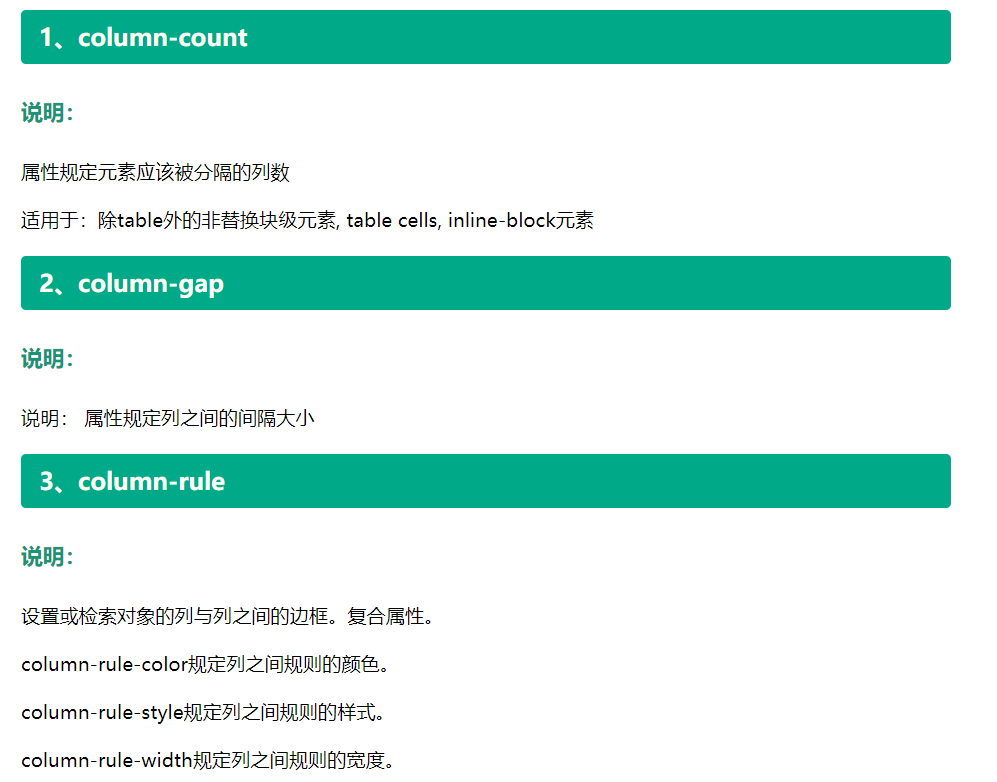 1、column-count
说明：
属性规定元素应该被分隔的列数
适用于：除table外的非替换块级元素, table cells, inline-block元素
2、column-gap
说明：
说明： 属性规定列之间的间隔大小
3、column-rule
说明：
设置或检索对象的列与列之间的边框。复合属性。
column-rule-color规定列之间规则的颜色。
column-rule-style规定列之间规则的样式。
column-rule-width规定列之间规则的宽度。